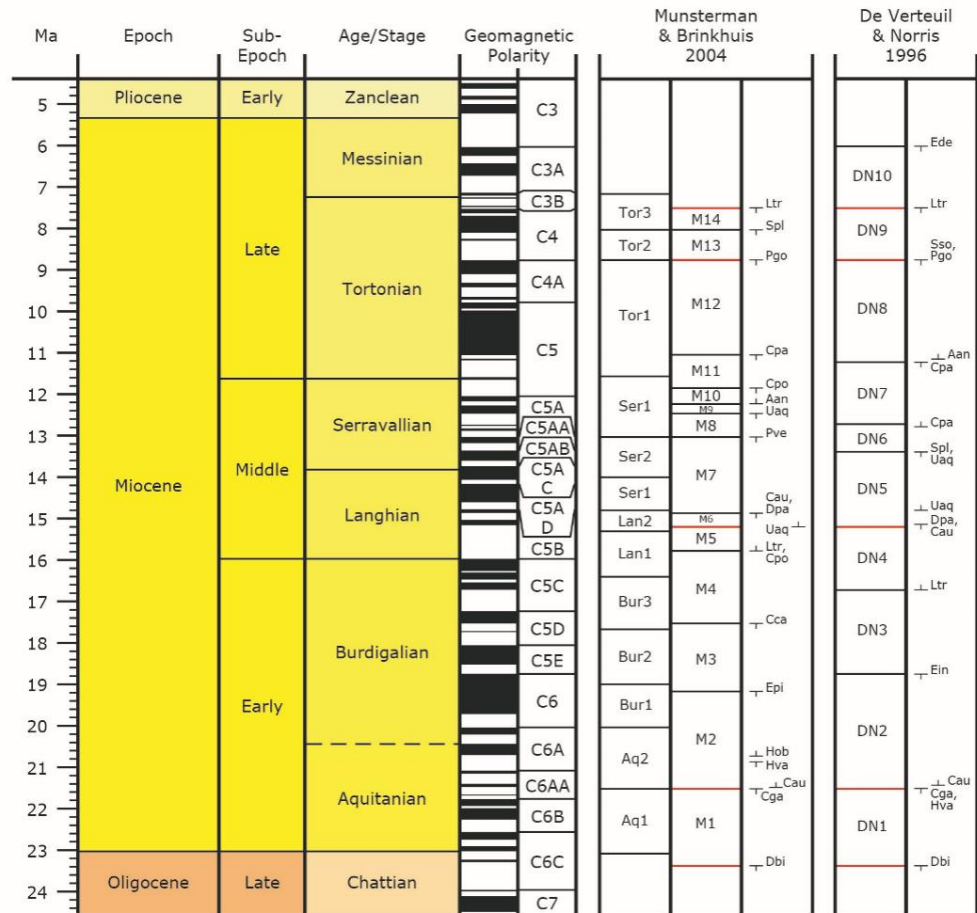 Ma
Epoch
Sub-
Epoch
Age/Stage
Geomagnetic
Polarity
Munsterman
& Brinkhuis
2004
De Verteuil
& Norris
1996
5
6
7
8
9
10
11
12
13
14
15
16
17
18
19
20
21
22
23
24
Pliocene
Miocene
Oligocene
Early
Late
Middle
Early
Late
Zanclean
Messinian
Tortonian
Serravallian
Langhian
Burdigalian
Aquitanian
Chattian
C3
C3A
C3B
C4
C4A
C5
C5A
C5AA
C5AB
C5A
C
C5A
D
C5B
C5C
C5D
C5E
C6
C6A
C6AA
C6B
C6C
C7
Tor3
Tor2
Tor1
Ser1
Ser2
Ser1
Lan2
Lan1
Bur3
Bur2
Bur1
Aq2
Aq1
M14
M13
M12
M11
M10
M9
M8
M7
M6
M5
M4
M3
M2
M1
Ltr
Spl
Pgo
Cpa
Cpo
Aan
Uaq
Pve
Cau,
Dpa
Uaq
Ltr,
Cpo
Cca
Epi
Hob
Hva
Cau
Cga
Dbi
DN10
DN9
DN8
DN7
DN6
DN5
DN4
DN3
DN2
DN1
Ede
Ltr
Sso,
Pgo
Aan
Cpa
Cpa
Spl,
Uaq
Uaq
Dpa,
Cau
Ltr
Ein
Cau
Cga,
Hva
Dbi